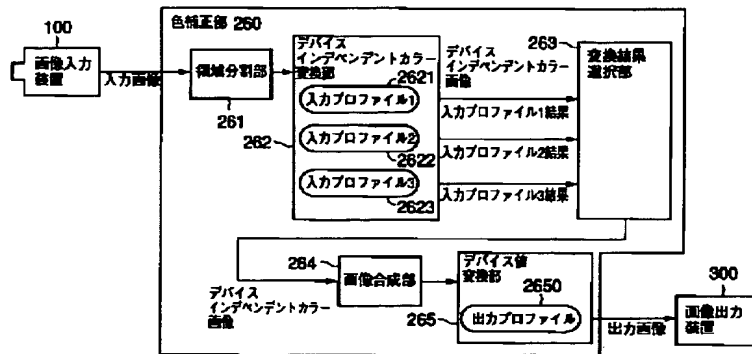 100
画像入力
装置
入力画像
色補正部 260
領域分割部
261
デバイス
インデペンデントカラー
変換部
2621
入力プロファイル1
262
入力プロファイル2
2622
入力プロファイル3
2623
デバイス
インデペンデントカラー
画像
入力プロファイル1結果
入力プロファイル2結果
入力プロファイル3結果
263
変換結果
選択部
264
画像合成部
デバイス
インデペンデントカラー
画像
デバイス値
変換部
2650
265
出力プロファイル
出力画像
300
画像出力
装置